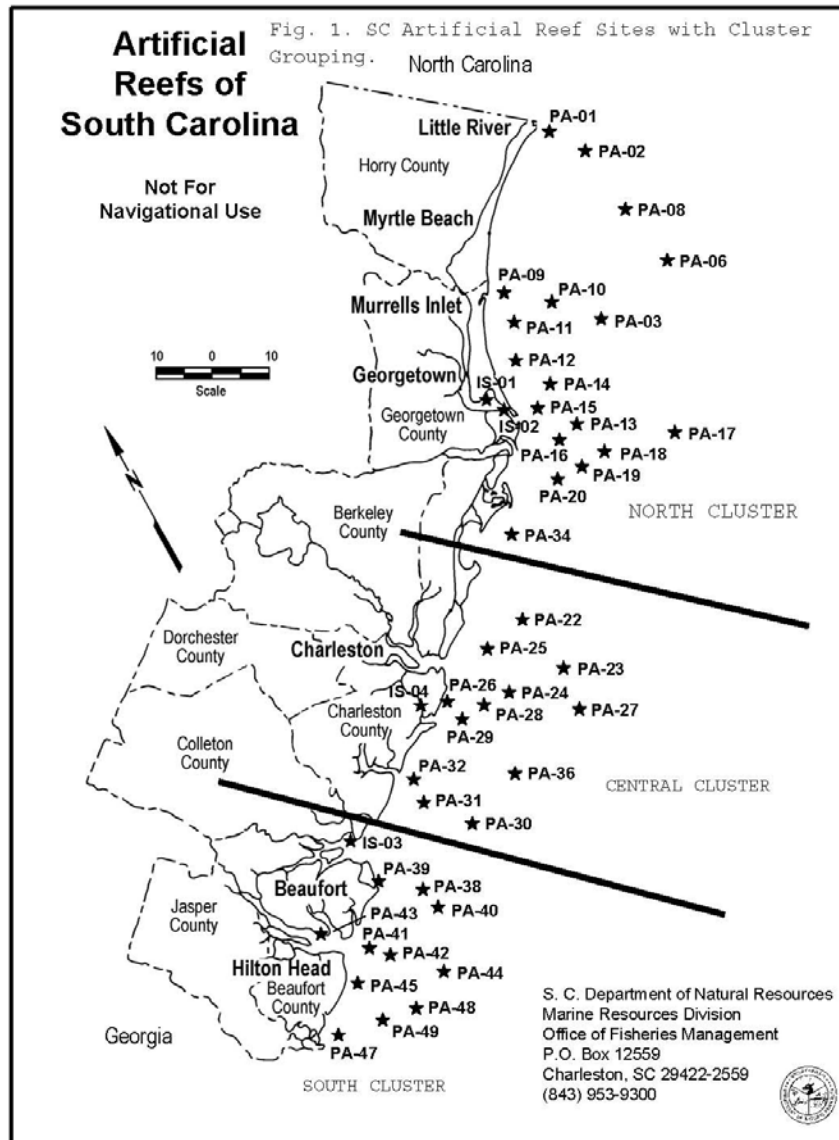 Artificial
Reefs of
South Carolina
Fig. 1. SC Artificial Reef Sites with Cluster
Grouping.
North Carolina
Not For
Navigational Use
Little River
PA-01
PA-02
Horry County
PA-08
Myrtle Beach
PA-06
PA-09
PA-10
Murrells Inlet
PA-11
PA-03
PA-12
Georgetown
IS-01
PA-14
Georgetown
County
PA-15
IS-02
PA-13
PA-17
PA-16
PA-18
PA-19
PA-20
10 0 10
Scale
N
NORTH CLUSTER
Berkeley
County
PA-34
PA-22
Dorchester
County
Charleston
PA-25
PA-23
IS-04
PA-26
PA-24
Charleston
County
PA-28
PA-27
PA-29
Colleton
County
PA-32
PA-36
CENTRAL CLUSTER
PA-31
PA-30
IS-03
PA-39
Beaufort
PA-38
PA-40
Jasper
County
PA-43
PA-41
PA-42
Hilton Head
PA-44
Beaufort
County
PA-45
PA-48
PA-49
Georgia
PA-47
SOUTH CLUSTER
S. C. Department of Natural Resources
Marine Resources Division
Office of Fisheries Management
P.O. Box 12559
Charleston, SC 29422-2559
(843) 953-9300